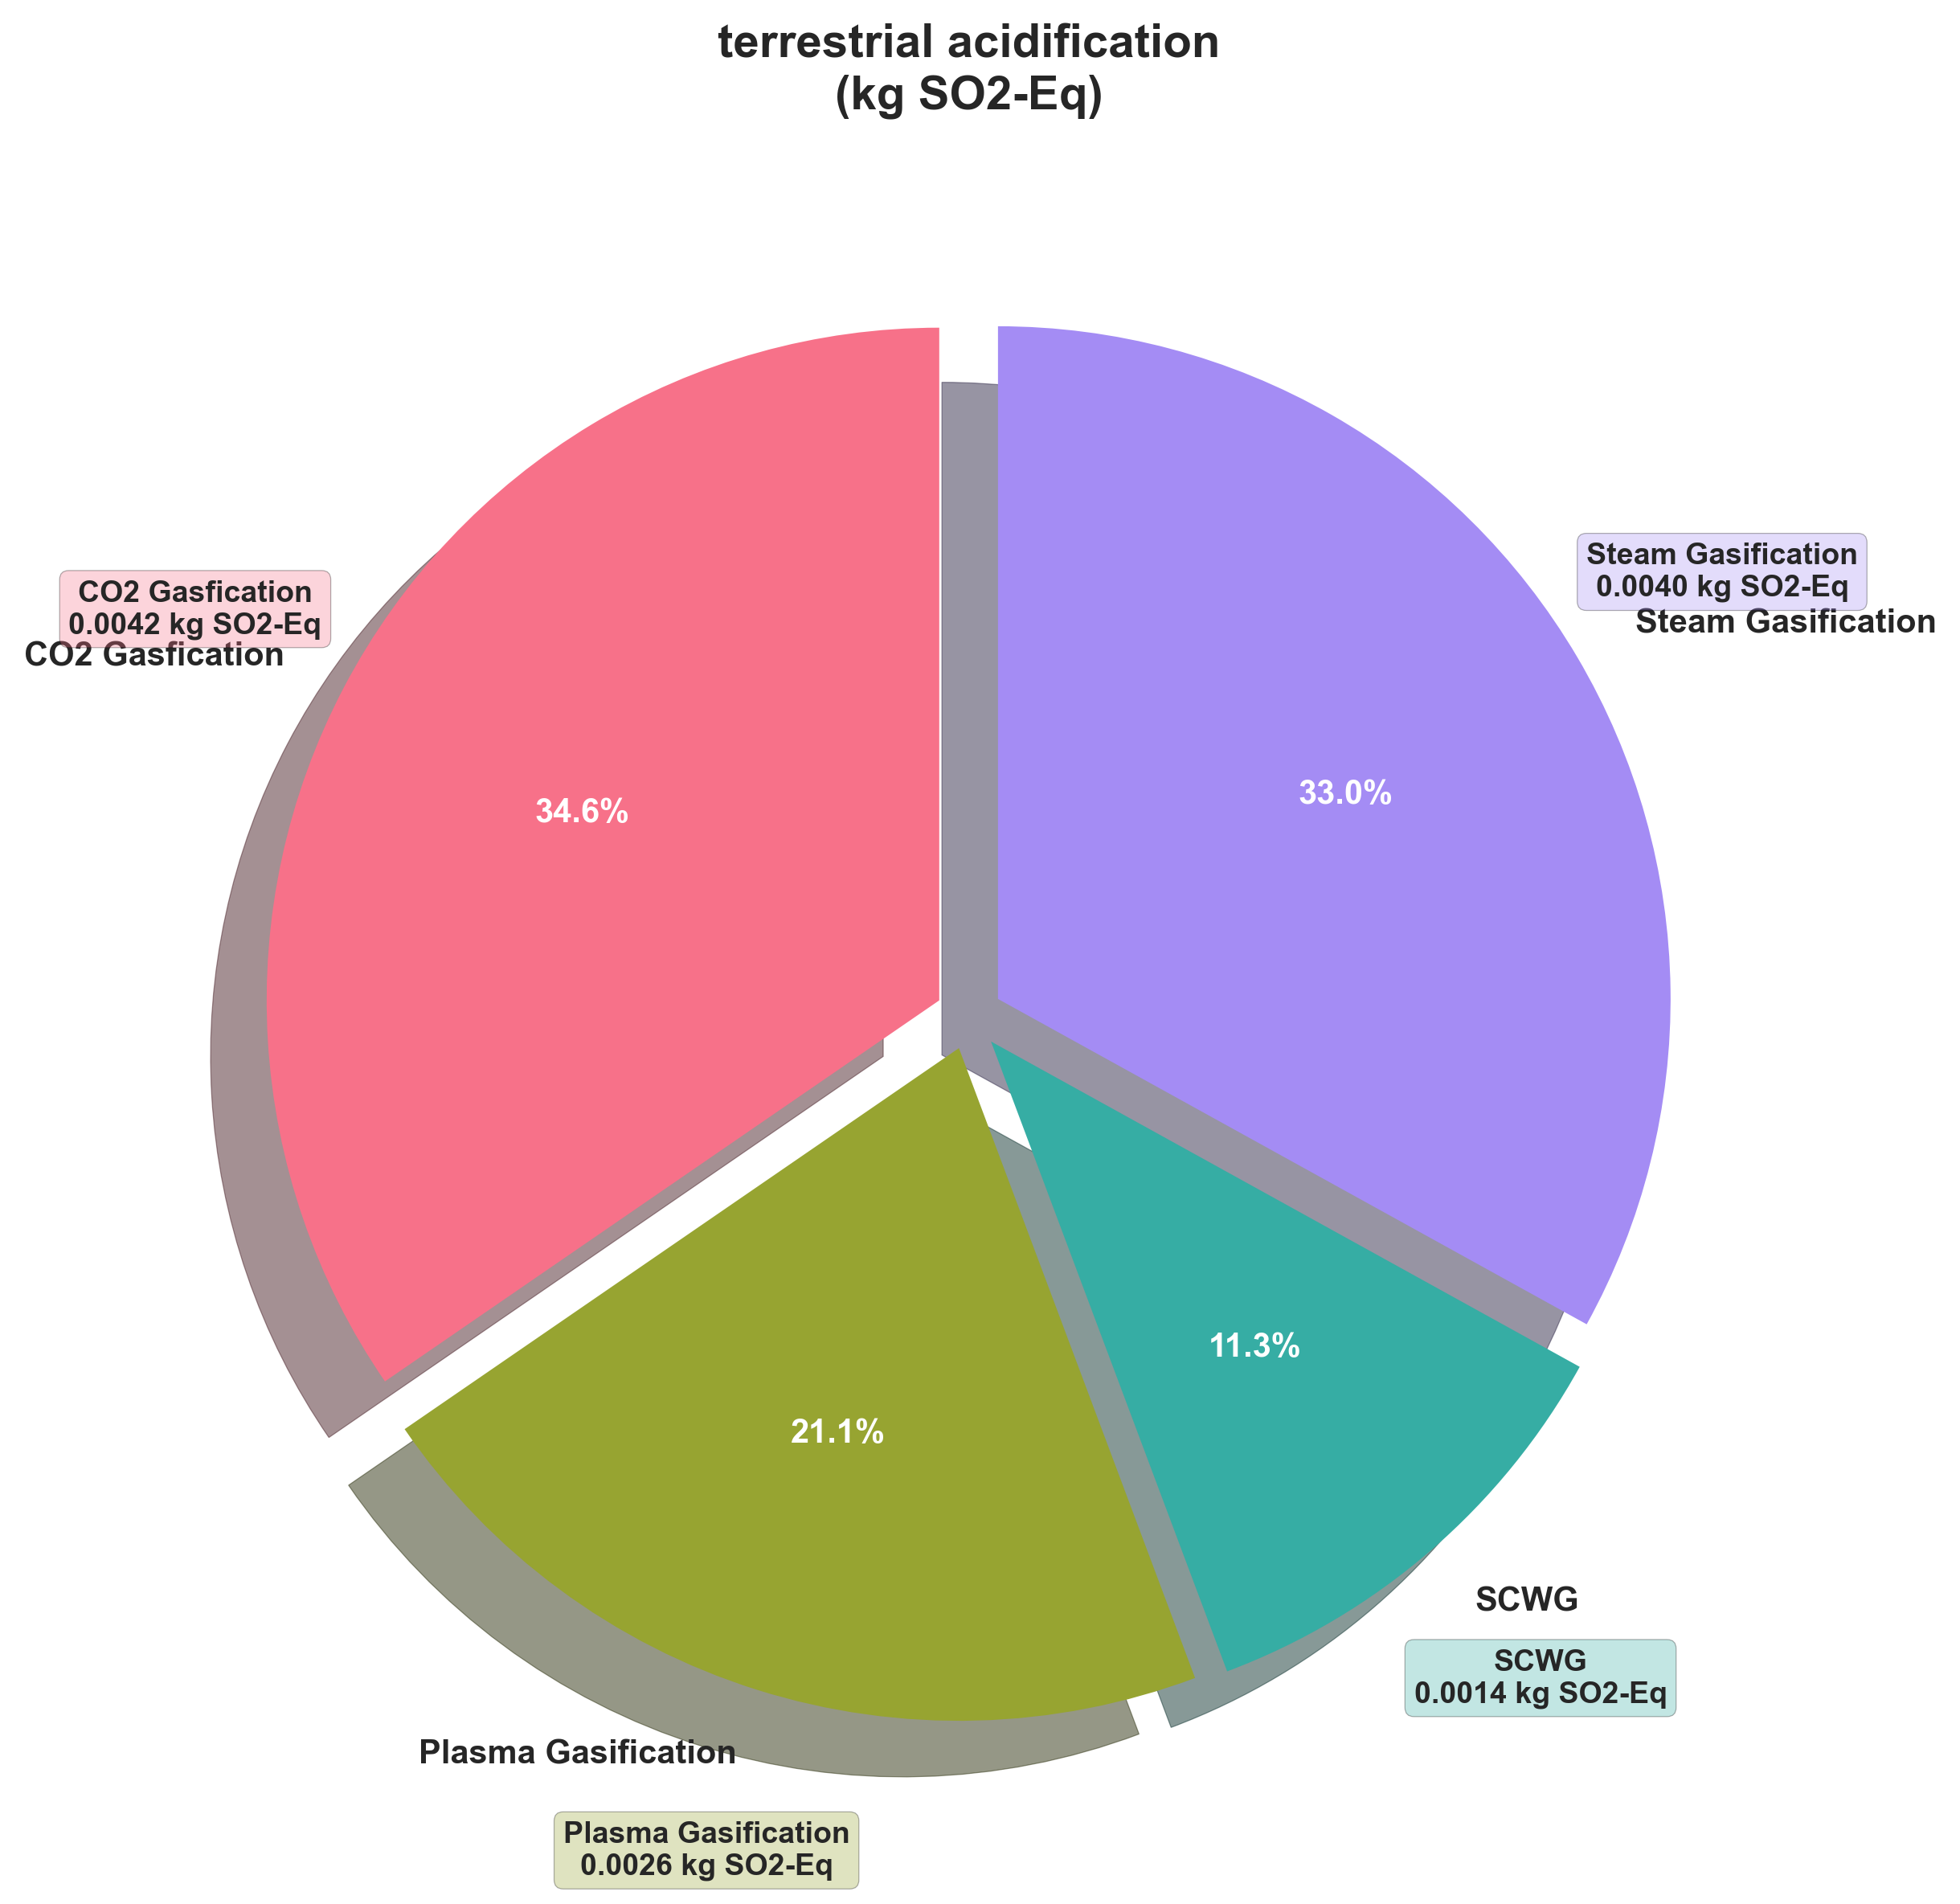 terrestrial acidification
(kg SO2-Eq)
Steam Gasification
0.0040 kg SO2-Eq
Steam Gasification
CO2 Gasfication
0.0042 kg SO2-Eq
CO2 Gasfication
33.0%
34.6%
11.3%
21.1%
SCWG
SCWG
0.0014 kg SO2-Eq
Plasma Gasification
Plasma Gasification
0.0026 kg SO2-Eq